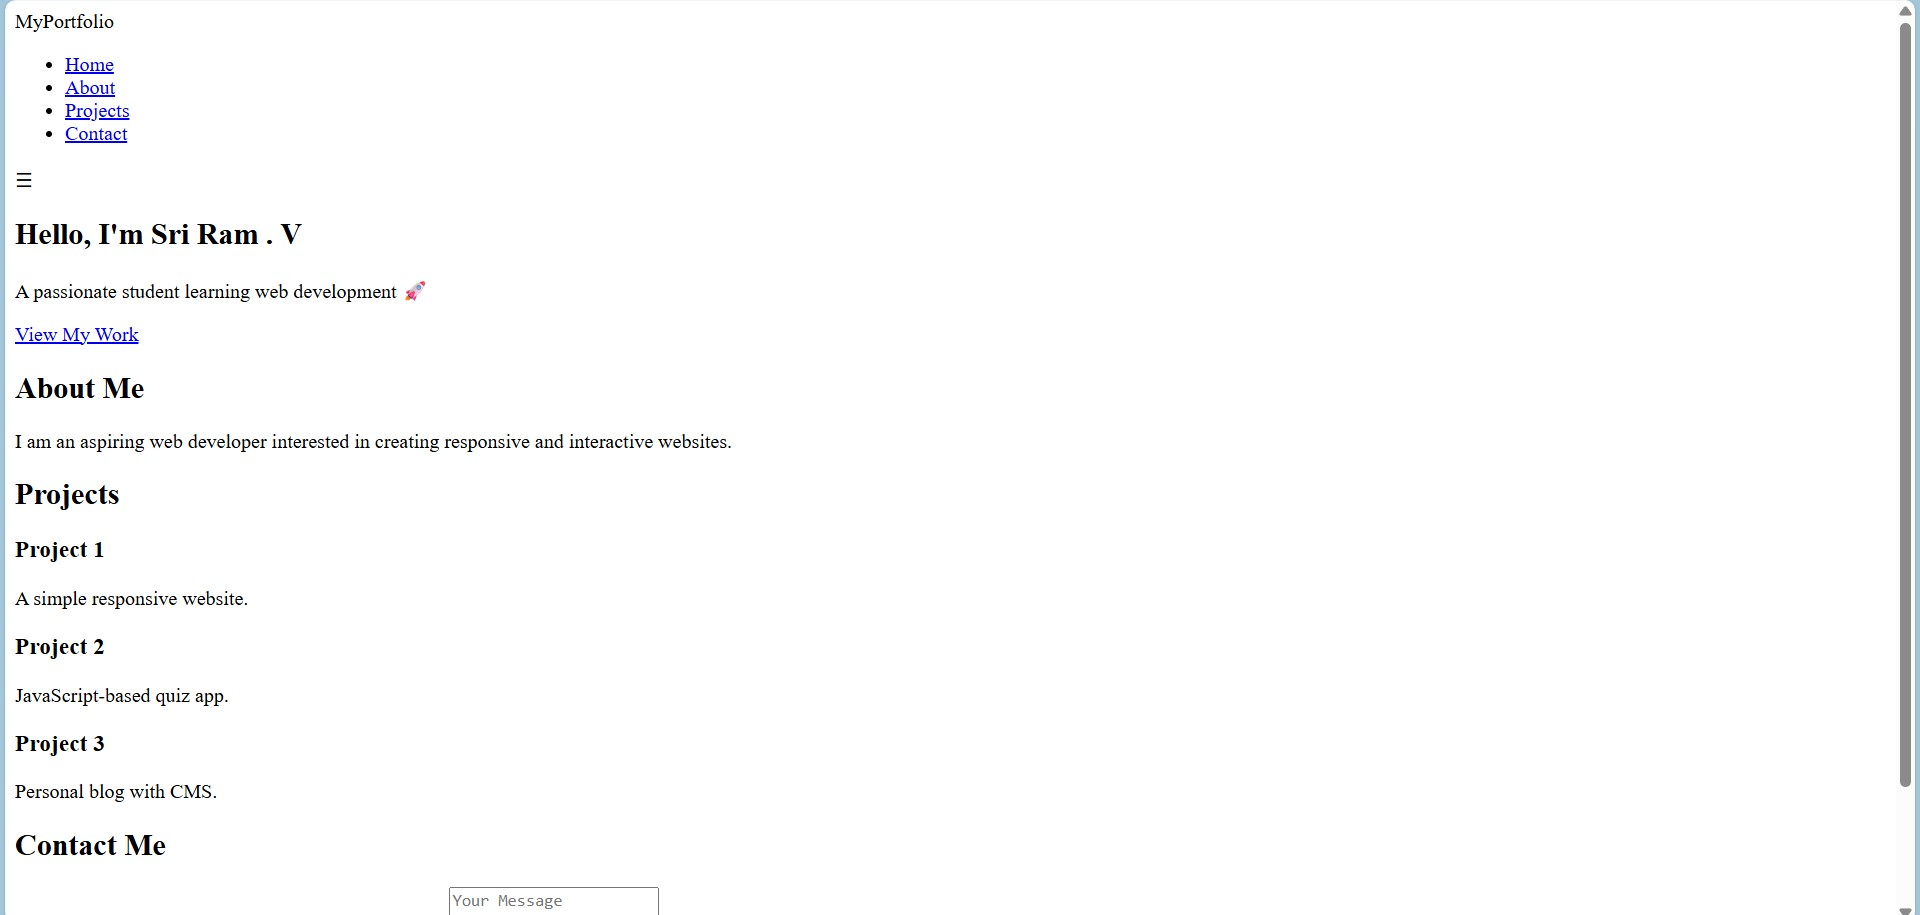 MyPortfolio
Home
About
Projects
Contact
☰
Hello, I'm Sri Ram . V
A passionate student learning web development 🚀
View My Work
About Me
I am an aspiring web developer interested in creating responsive and interactive websites.
Projects
Project 1
A simple responsive website.
Project 2
JavaScript-based quiz app.
Project 3
Personal blog with CMS.
Contact Me
Your Message